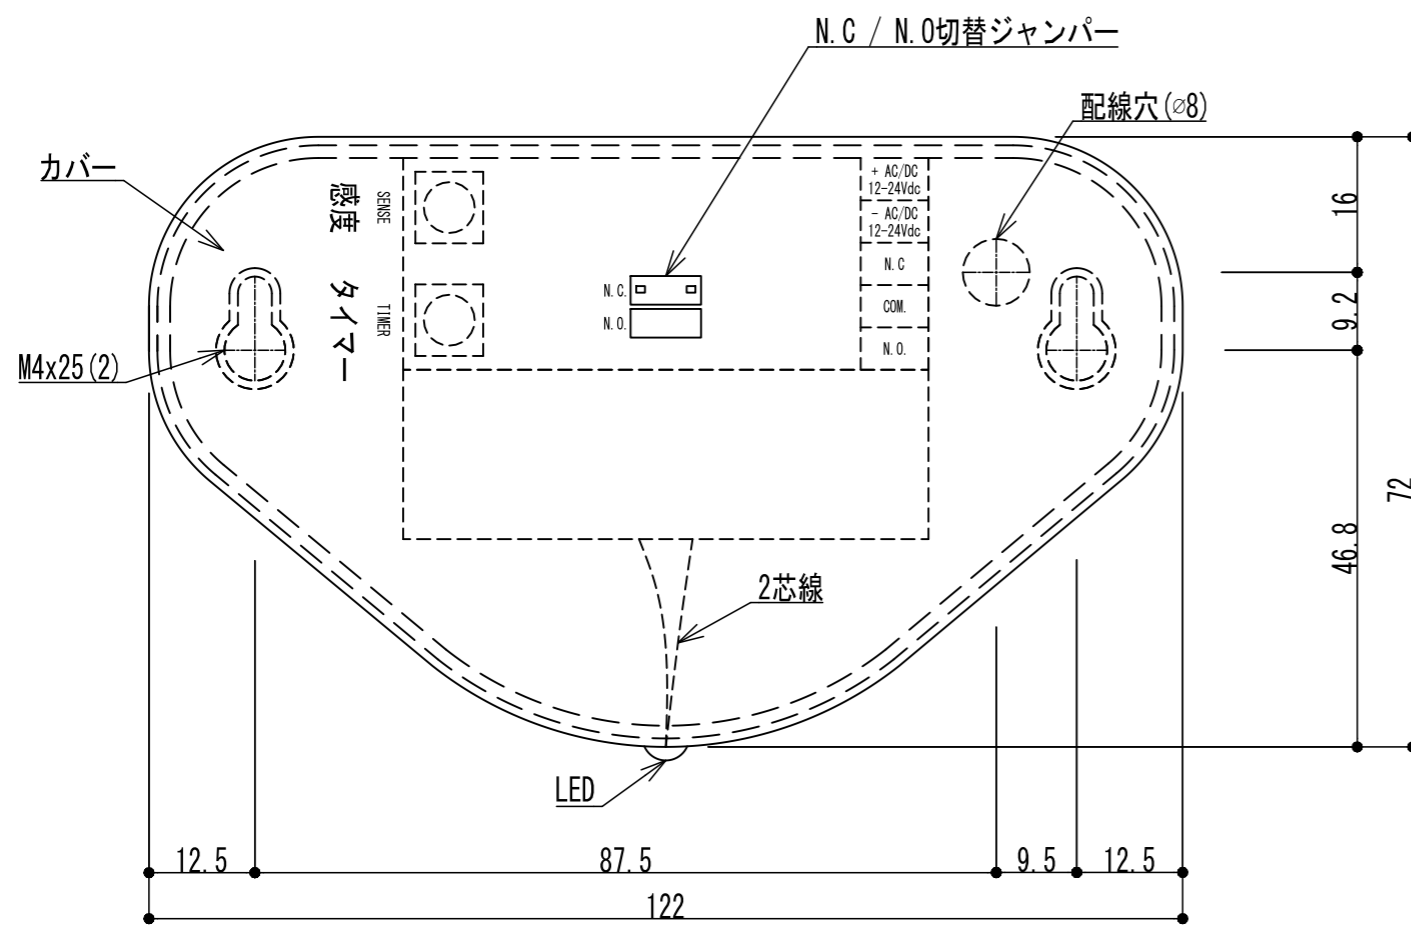 N.C / N.O切替ジャンパー
配線穴(∅8)
カバー
感度
SENSE
タイマー
TIMER
+ AC/DC
12-24Vdc
- AC/DC
12-24Vdc
N.C
COM.
N.O.
N.C.
N.O.
M4x25(2)
16
9.2
46.8
72
2芯線
LED
12.5
87.5
9.5
12.5
122